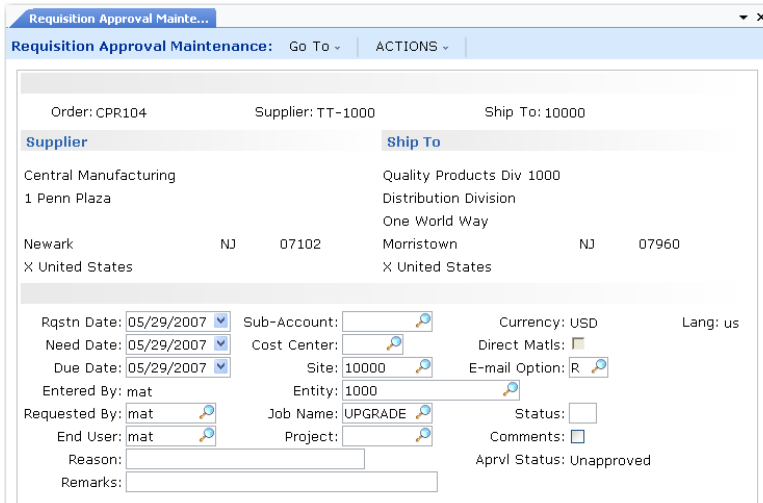 Requisition Approval Mainte...
Requisition Approval Maintenance: Go To ACTIONS
Order: CPR104 Supplier: TT-1000 Ship To: 10000
Supplier Ship To
Central Manufacturing Quality Products Div 1000
1 Penn Plaza Distribution Division
One World Way
Newark NJ 07102 Morristown NJ 07960
X United States X United States
Rqstn Date: 05/29/2007 Sub-Account: Currency: USD Lang: us
Need Date: 05/29/2007 Cost Center: Direct Matls:
Due Date: 05/29/2007 Site: 10000 E-mail Option: R
Entered By: mat Entity: 1000
Requested By: mat Job Name: UPGRADE Status:
End User: mat Project: Comments:
Reason: Aprvl Status: Unapproved
Remarks: